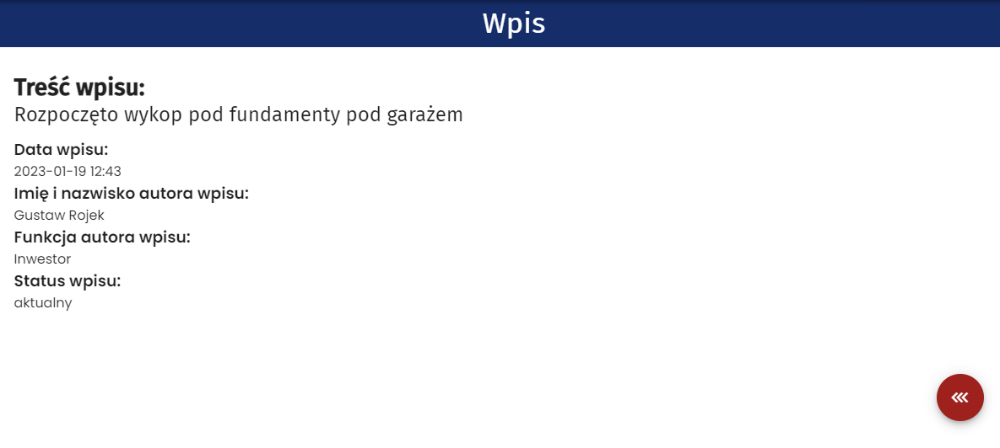 Wpis
Treść wpisu:
Rozpoczęto wykop pod fundamenty pod garażem
Data wpisu:
2023-01-19 12:43
Imię i nazwisko autora wpisu:
Gustaw Rojek
Funkcja autora wpisu:
Inwestor
Status wpisu:
aktualny